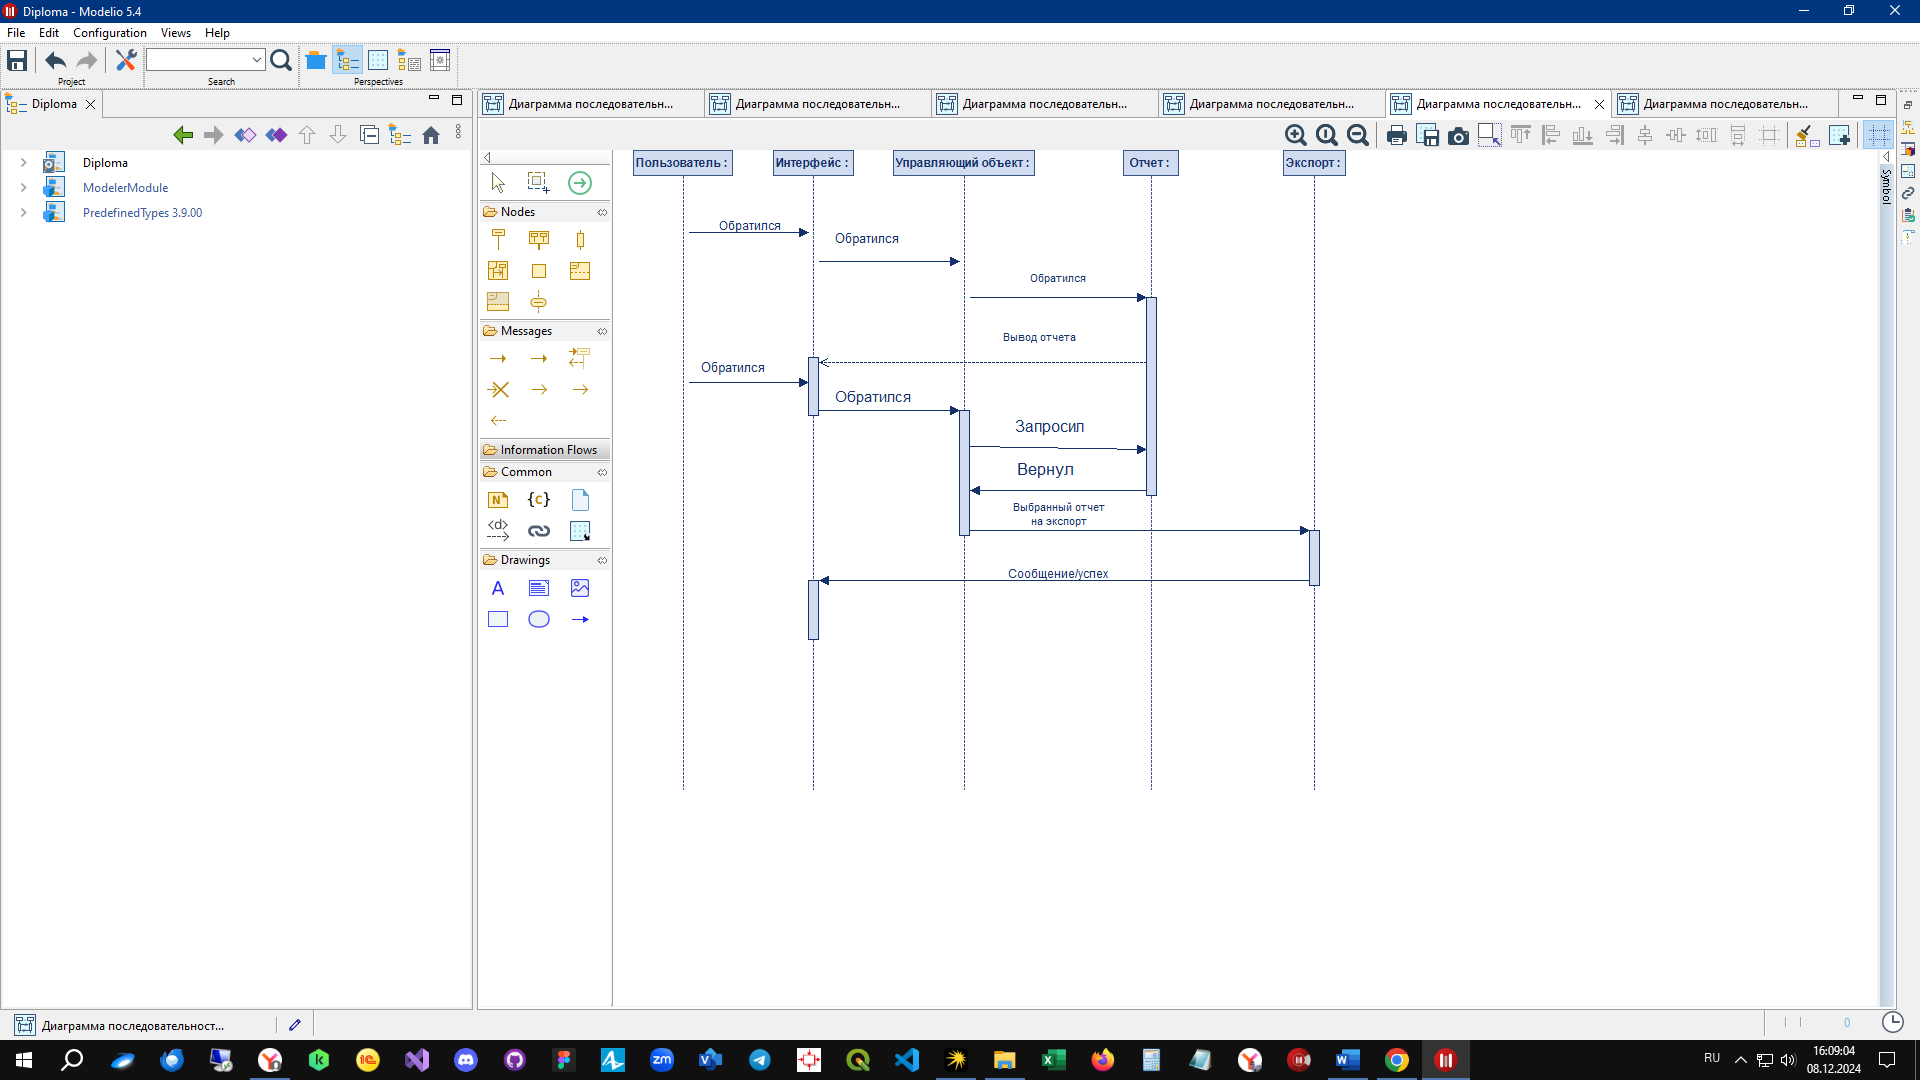 Diploma - Modelio 5.4
File Edit Configuration Views Help
Project
Search
Perspectives
Diploma
Диаграмма последовательн...
Диаграмма последовательн...
Диаграмма последовательн...
Диаграмма последовательн...
Диаграмма последовательн...
Диаграмма последовательн...
Diploma
ModelerModule
PredefinedTypes 3.9.00
Nodes
Messages
Information Flows
Common
N
{c}
<d>
Drawings
A
Пользователь :
Интерфейс :
Управляющий объект :
Отчет :
Экспорт :
Обратился
Обратился
Обратился
Вывод отчета
Обратился
Обратился
Запросил
Вернул
Выбранный отчет
на экспорт
Сообщение/успех
Symbol
Диаграмма последовательност...
0
zm
RU
16:09:04
08.12.2024